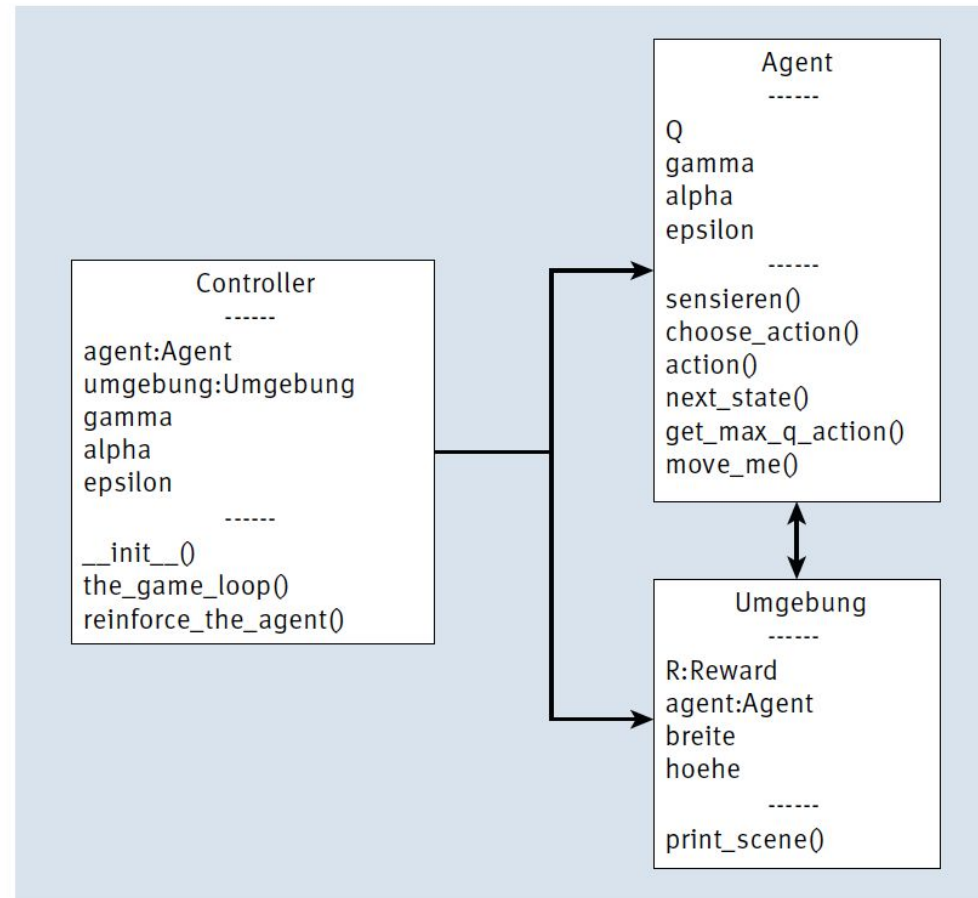 Controller
------
agent:Agent
umgebung:Umgebung
gamma
alpha
epsilon
------
__init__()
the_game_loop()
reinforce_the_agent()
Agent
------
Q
gamma
alpha
epsilon
------
sensieren()
choose_action()
action()
next_state()
get_max_q_action()
move_me()
Umgebung
------
R:Reward
agent:Agent
breite
hoehe
------
print_scene()